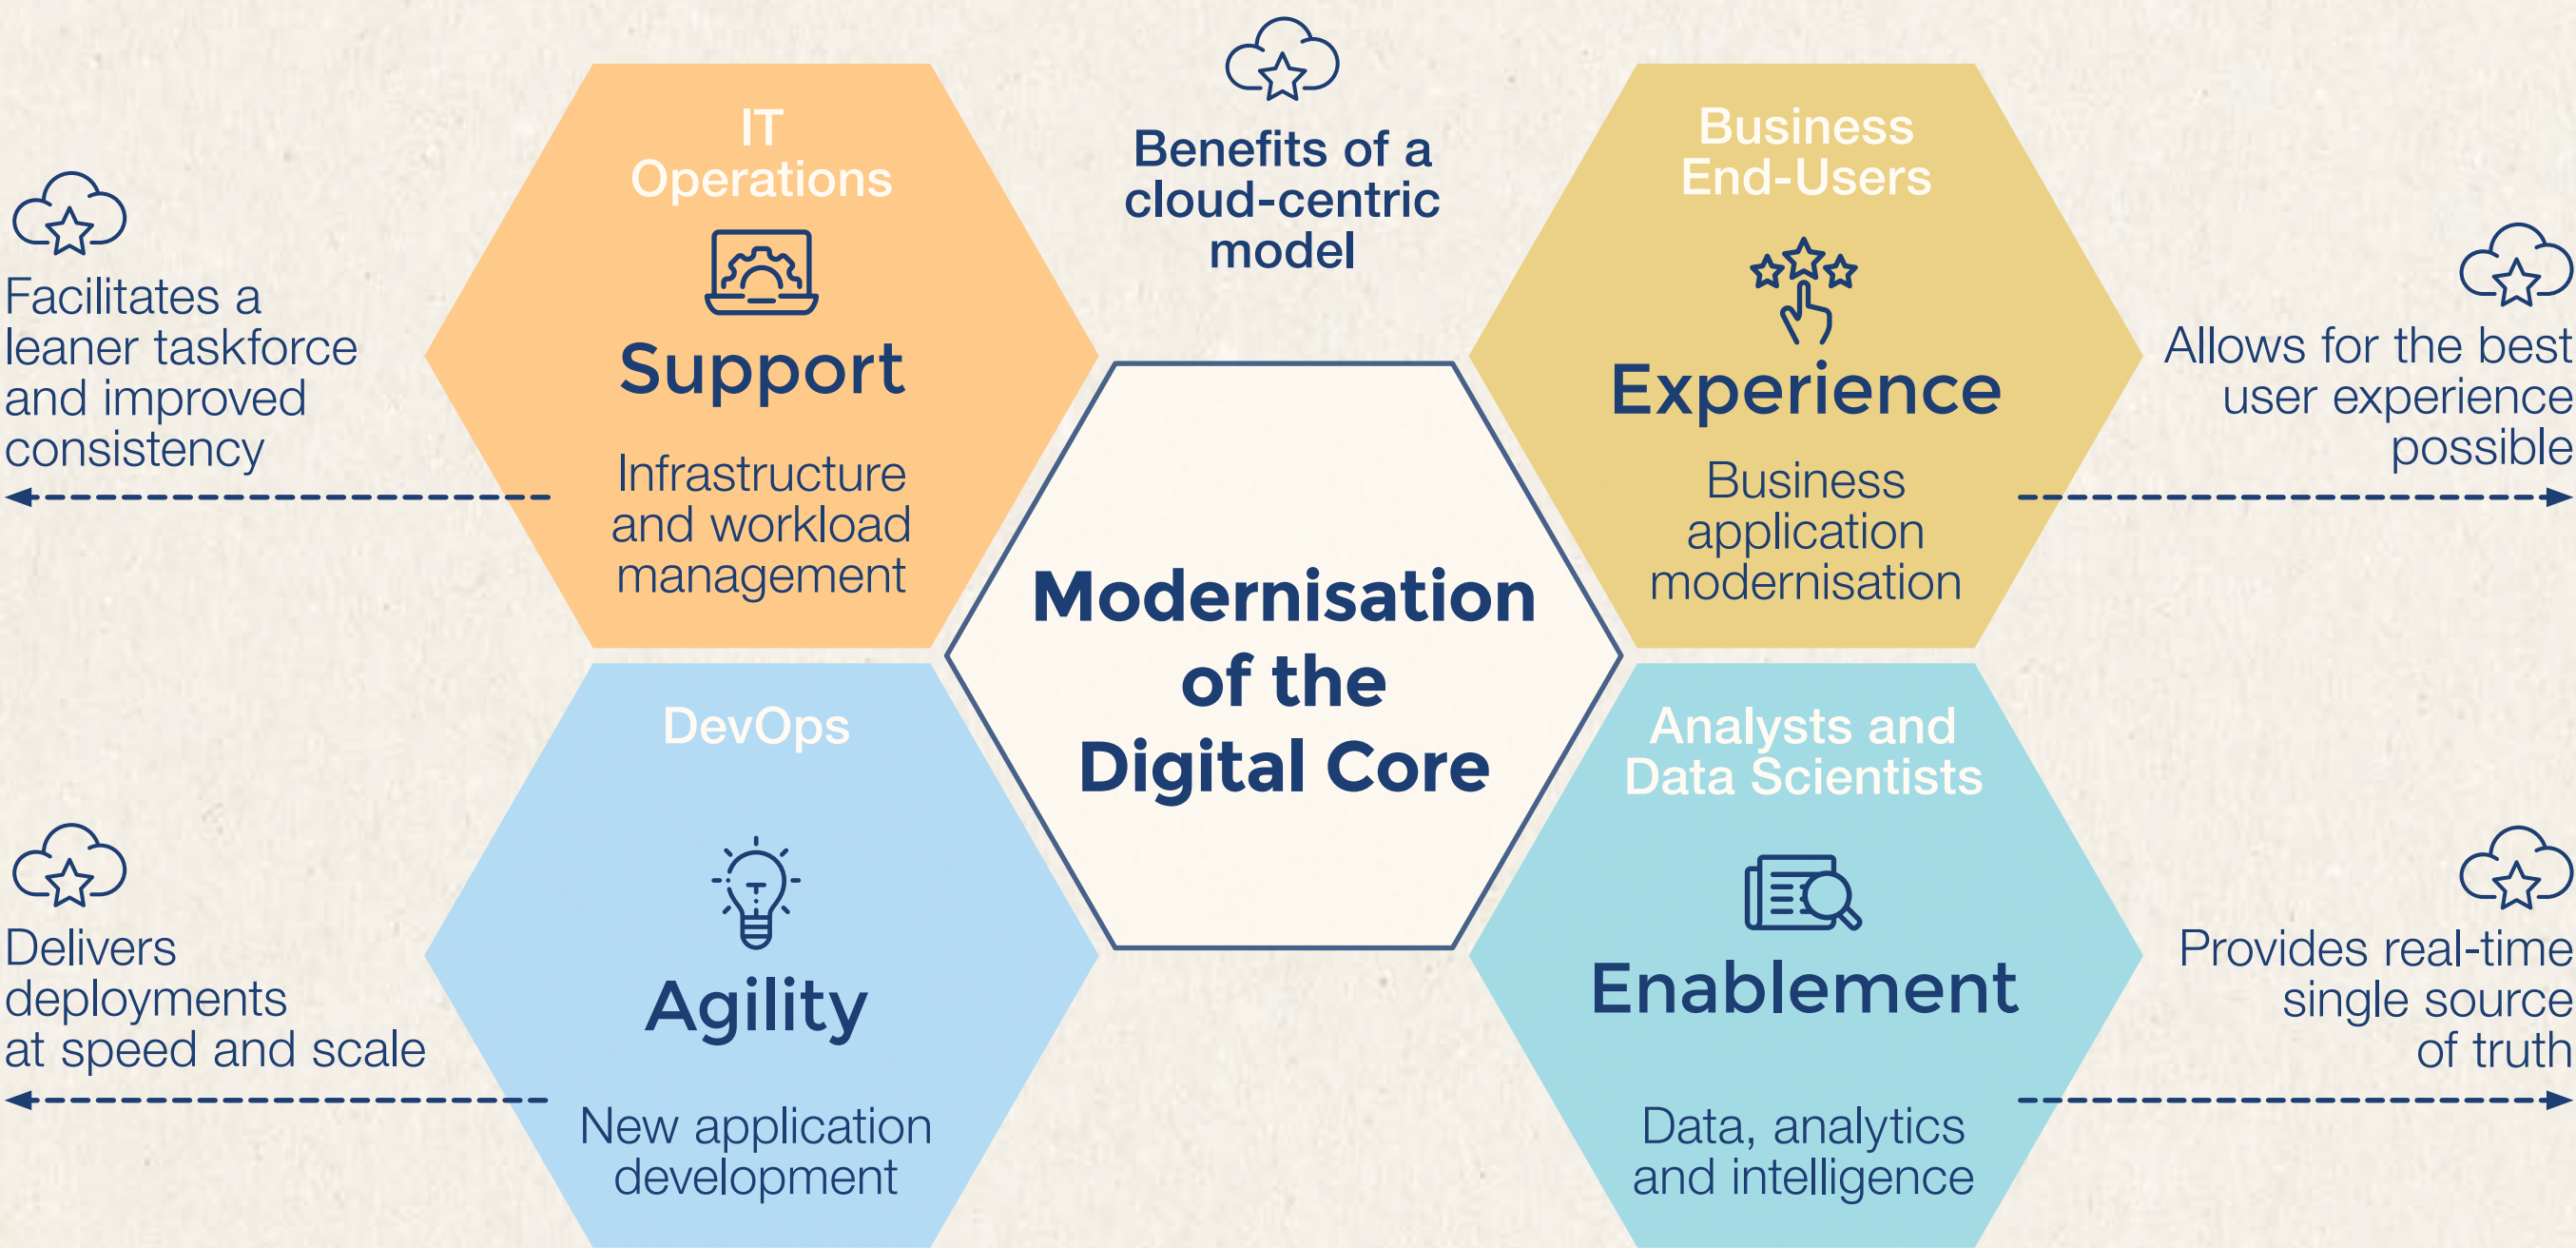 Benefits of a
cloud-centric
model
IT
Operations
Support
Infrastructure
and workload
management
Facilitates a
leaner taskforce
and improved
consistency
Business
End-Users
Experience
Business
application
modernisation
Allows for the best
user experience
possible
Modernisation
of the
Digital Core
DevOps
Agility
New application
development
Delivers
deployments
at speed and scale
Analysts and
Data Scientists
Enablement
Data, analytics
and intelligence
Provides real-time
single source
of truth